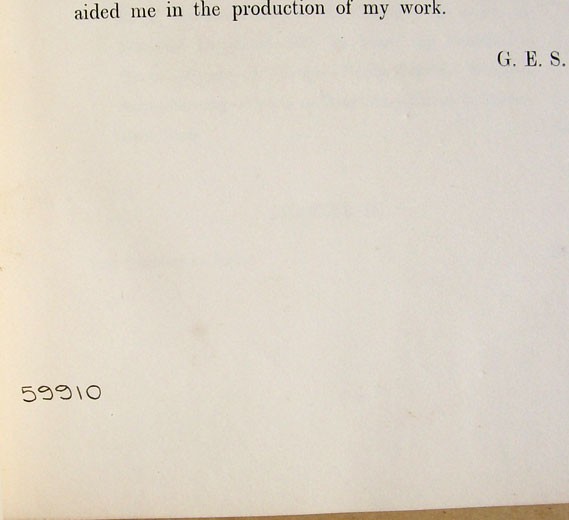 aided me in the production of my work.
G. E. S.
59910